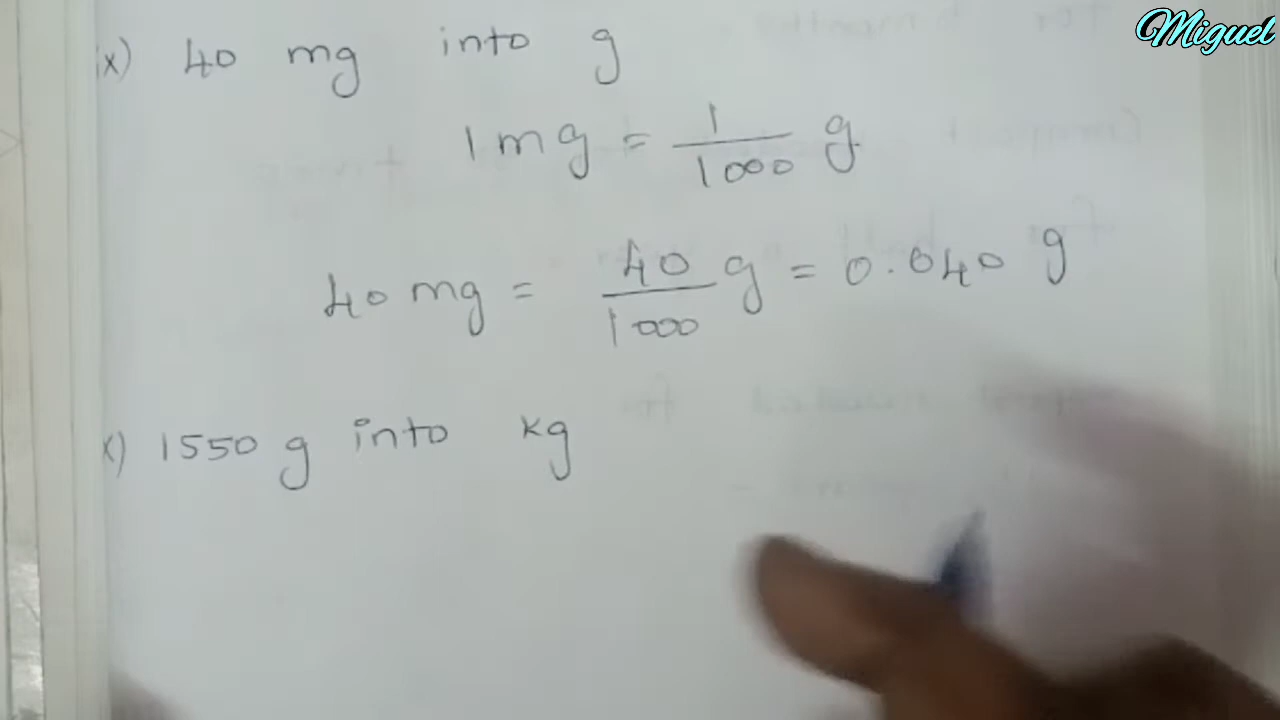 Miguel
ix) 40 mg into g
1 mg = 1/1000 g
40 mg = 40/1000 g = 0.040 g
x) 1550 g into kg